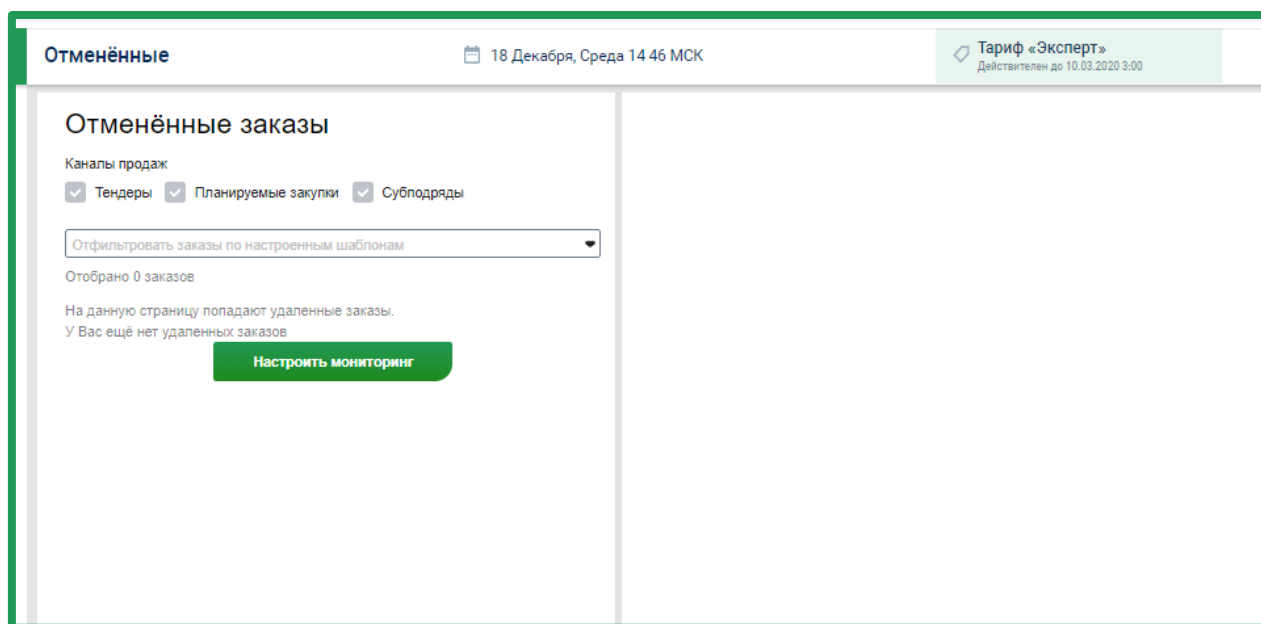 Отменённые
18 Декабря, Среда 14 46 МСК
Тариф «Эксперт»
Действителен до 10.03.2020 3:00
Отменённые заказы
Каналы продаж
Тендеры Планируемые закупки Субподряды
Отфильтровать заказы по настроенным шаблонам
Отобрано 0 заказов
На данную страницу попадают удаленные заказы.
У Вас ещё нет удаленных заказов
Настроить мониторинг